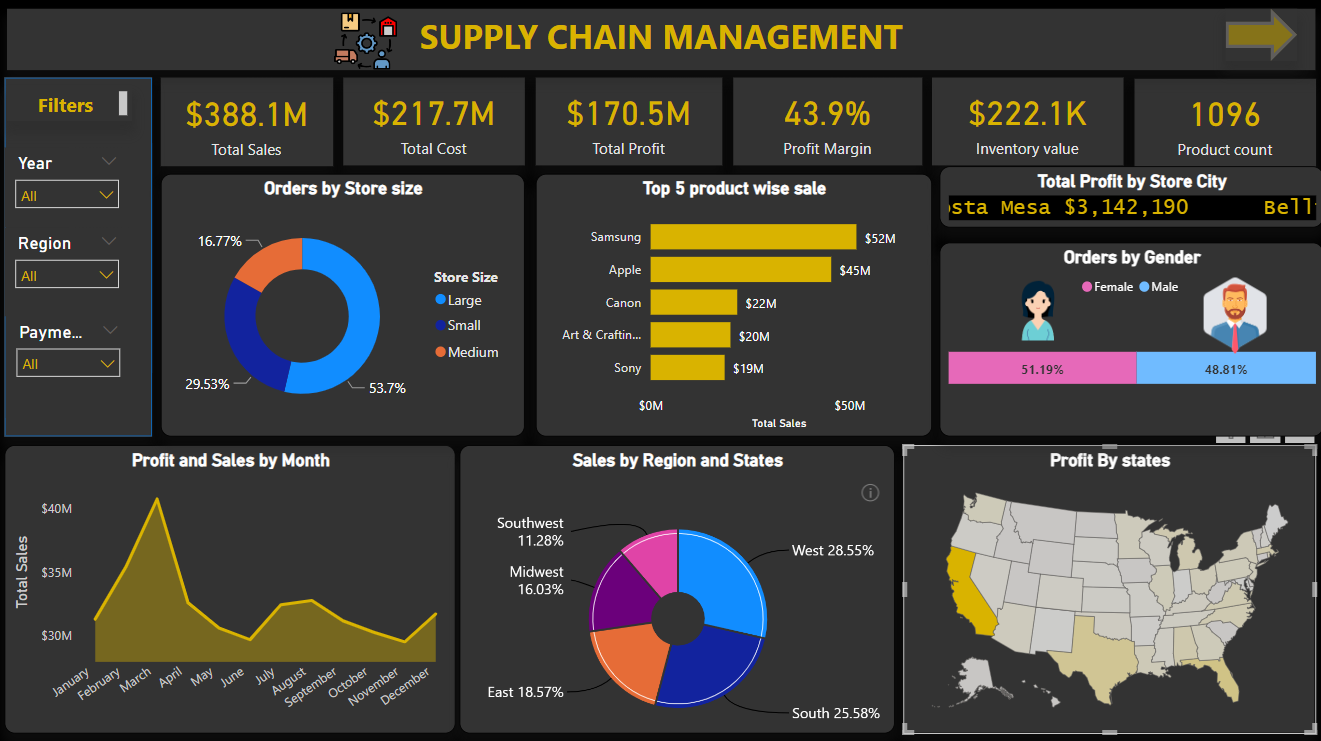 SUPPLY CHAIN MANAGEMENT
Filters
Year
All
Region
All
Payme...
All
$388.1M
Total Sales
$217.7M
Total Cost
$170.5M
Total Profit
43.9%
Profit Margin
$222.1K
Inventory value
1096
Product count
Orders by Store size
16.77%
29.53%
53.7%
Store Size
Large
Small
Medium
Top 5 product wise sale
Samsung $52M
Apple $45M
Canon $22M
Art & Craftin... $20M
Sony $19M
$0M $50M
Total Sales
Total Profit by Store City
osta Mesa $3,142,190 Bell
Orders by Gender
Female Male
51.19% 48.81%
Profit and Sales by Month
Total Sales
$40M
$35M
$30M
January
February
March
April
May
June
July
August
September
October
November
December
Sales by Region and States
Southwest
11.28%
Midwest
16.03%
West 28.55%
East 18.57%
South 25.58%
Profit By states